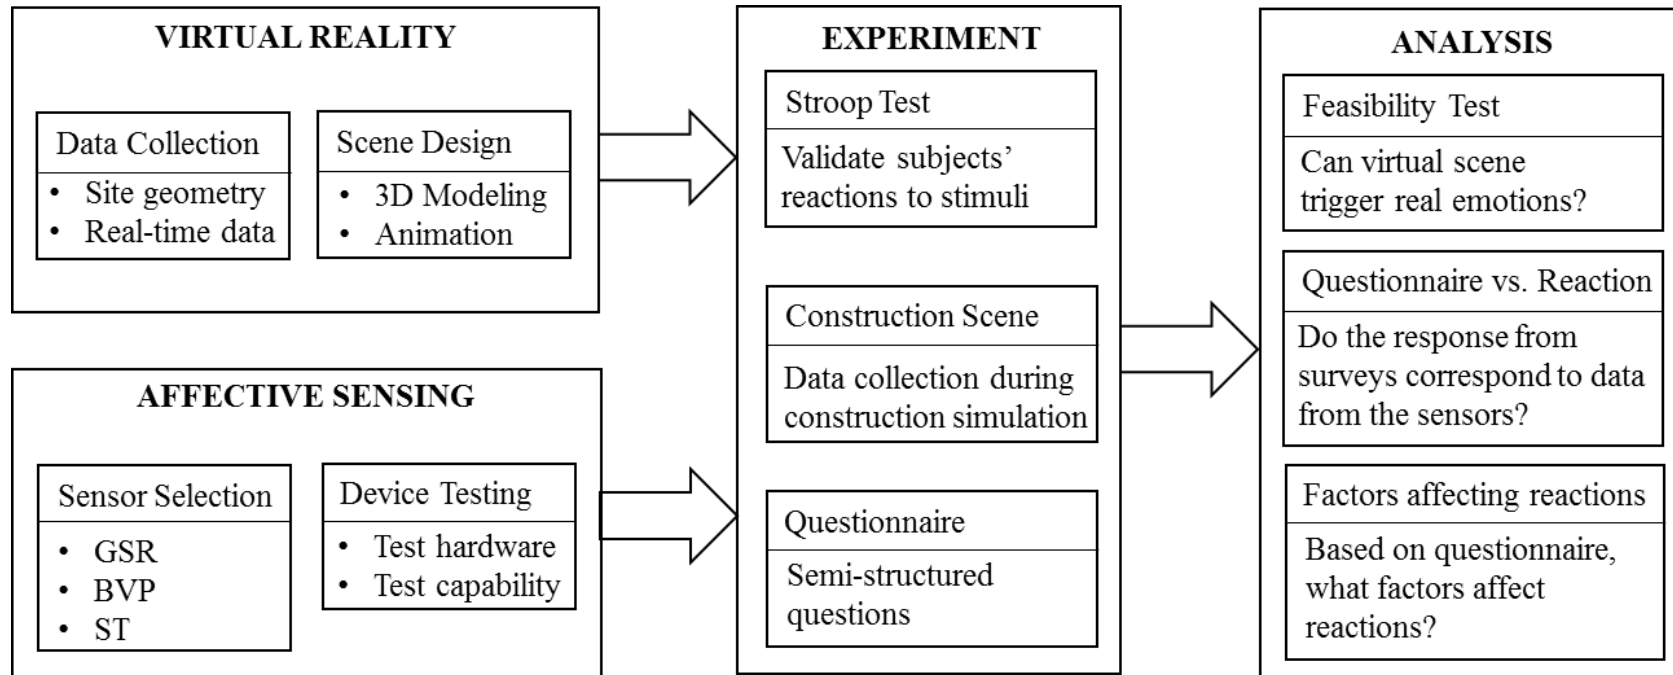 VIRTUAL REALITY
Data Collection
• Site geometry
• Real-time data
Scene Design
• 3D Modeling
• Animation
AFFECTIVE SENSING
Sensor Selection
• GSR
• BVP
• ST
Device Testing
• Test hardware
• Test capability
EXPERIMENT
Stroop Test
Validate subjects’
reactions to stimuli
Construction Scene
Data collection during
construction simulation
Questionnaire
Semi-structured
questions
ANALYSIS
Feasibility Test
Can virtual scene
trigger real emotions?
Questionnaire vs. Reaction
Do the response from
surveys correspond to data
from the sensors?
Factors affecting reactions
Based on questionnaire,
what factors affect
reactions?